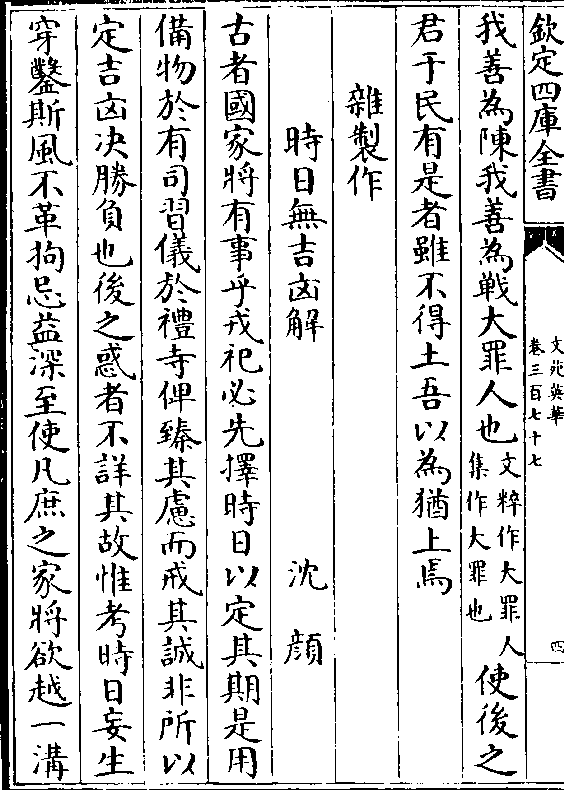 欽定四庫全書
文苑英華
卷三百七十七
四
我善為陳我善為戰大罪人也文粹作大罪人集作大罪也使後之
君于民有是者雖不得土吾以為猶上焉
雜製作
時日無吉凶解 沈顔
古者國家將有事乎戎祀必先擇時日以定其期是用
備物於有司習儀於禮寺俾臻其慮而戒其誠非所以
定吉凶决勝負也後之惑者不詳其故惟考時日妄生
穿鑿斯風不革拘忌益深至使凡庶之家將欲越一溝